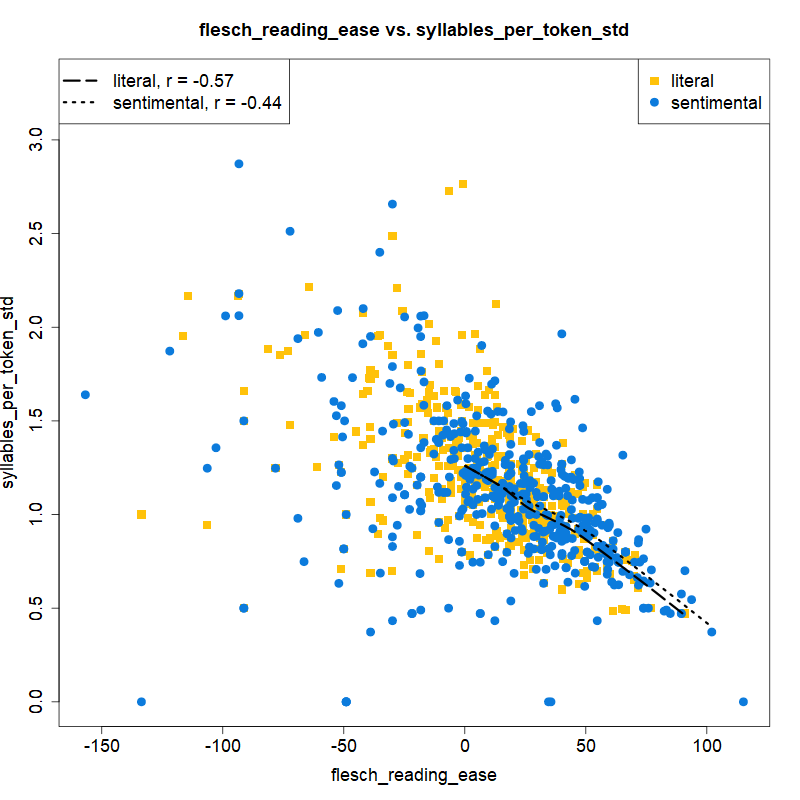 flesch_reading_ease vs. syllables_per_token_std
literal, r = -0.57
sentimental, r = -0.44
literal
sentimental
syllables_per_token_std
3.0
2.5
2.0
1.5
1.0
0.5
0.0
-150 -100 -50 0 50 100
flesch_reading_ease